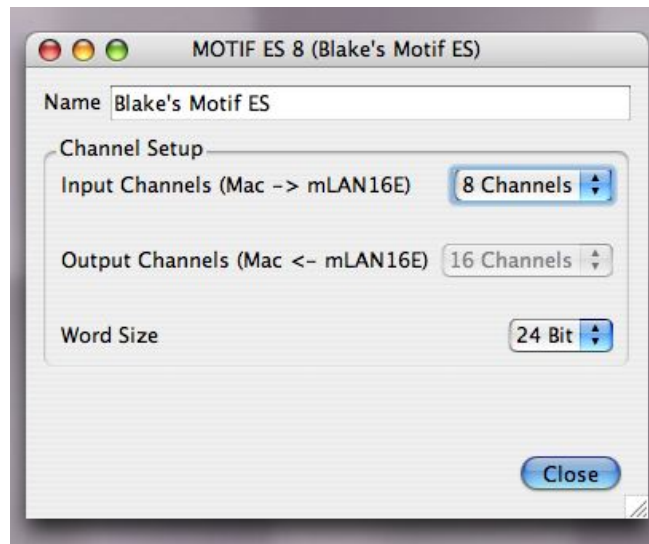 MOTIF ES 8 (Blake's Motif ES)
Name Blake's Motif ES
Channel Setup
Input Channels (Mac -> mLAN16E) 8 Channels
Output Channels (Mac <- mLAN16E) 16 Channels
Word Size 24 Bit
Close